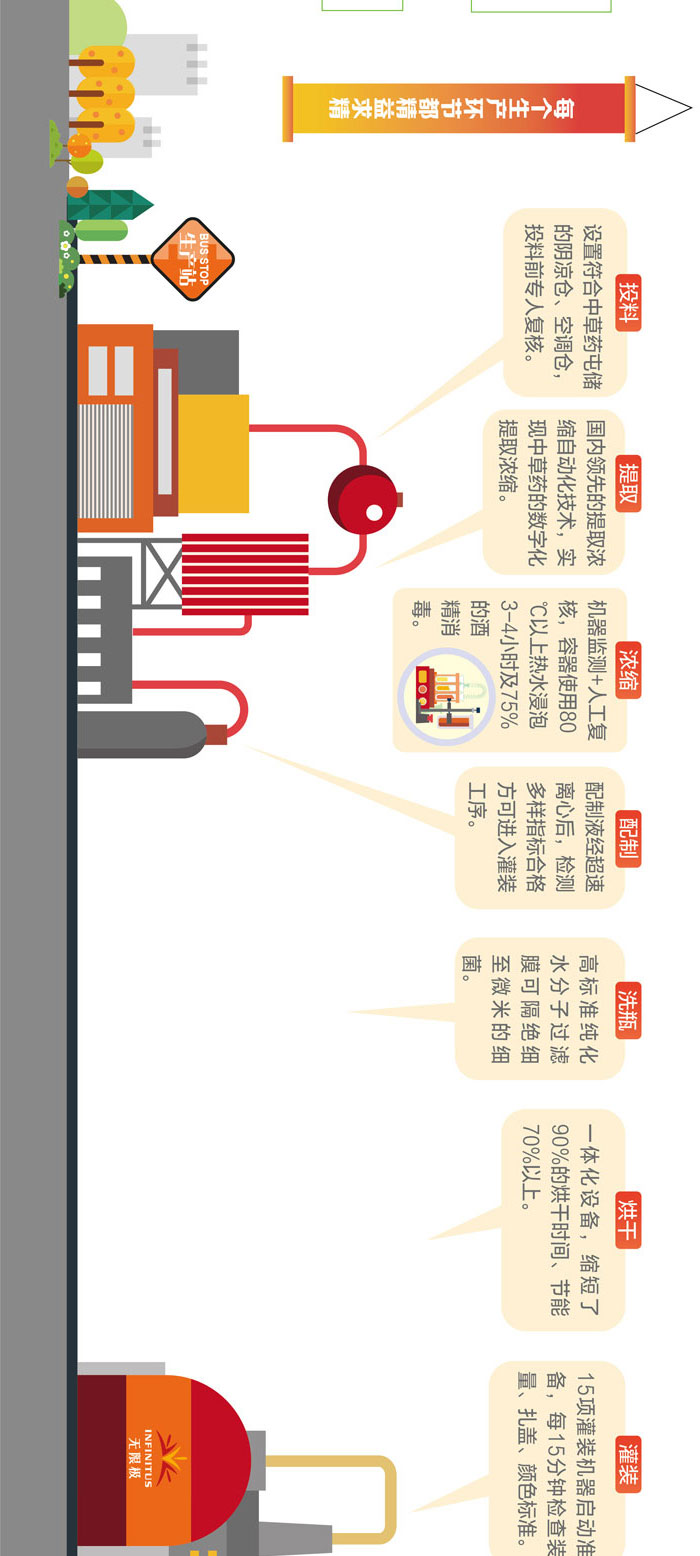 每个生产环节都精益求精
BUS STOP
生产站
投料
设置符合中草药屯储
的阴凉仓、空调仓，
投料前专人复核。
提取
国内领先的提取浓
缩自动化技术，实
现中草药的数字化
提取浓缩。
浓缩
机器监测+人工复
核，容器使用80
℃以上热水浸泡
3-4小时及75%
的酒
精消
毒。
配制
配制液经超速
离心后，检测
多样指标合格
方可进入灌装
工序。
洗瓶
高标准纯化
水分子过滤
膜可隔绝细
至微米的细
菌。
烘干
一体化设备，缩短了
90%的烘干时间、节能
70%以上。
灌装
15项灌装机器启动准
备，每15分钟检查装
量、扎盖、颜色标准。
INFINITUS
无限极